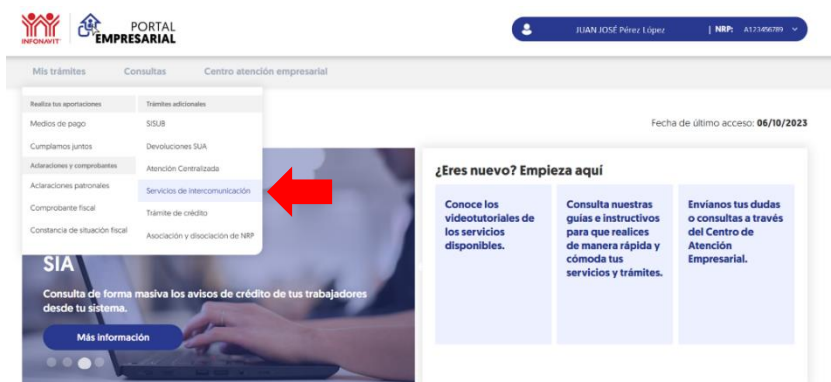 INFONAVIT
PORTAL
EMPRESARIAL
JUAN JOSÉ Pérez López | NRP: A123456789
Mis trámites Consultas Centro atención empresarial
Realiza tus aportaciones
Medios de pago
Cumplamos juntos
Aclaraciones y comprobantes
Aclaraciones patronales
Comprobante fiscal
Constancia de situación fiscal
Trámites adicionales
SISUB
Devoluciones SUA
Atención Centralizada
Servicios de intercomunicación
Trámite de crédito
Asociación y disociación de NRP
Fecha de último acceso: 06/10/2023
SIA
Consulta de forma masiva los avisos de crédito de tus trabajadores
desde tu sistema.
Más información
¿Eres nuevo? Empieza aquí
Conoce los
videotutoriales de
los servicios
disponibles.
Consulta nuestras
guías e instructivos
para que realices
de manera rápida y
cómoda tus
servicios y trámites.
Envíanos tus dudas
o consultas a través
del Centro de
Atención
Empresarial.